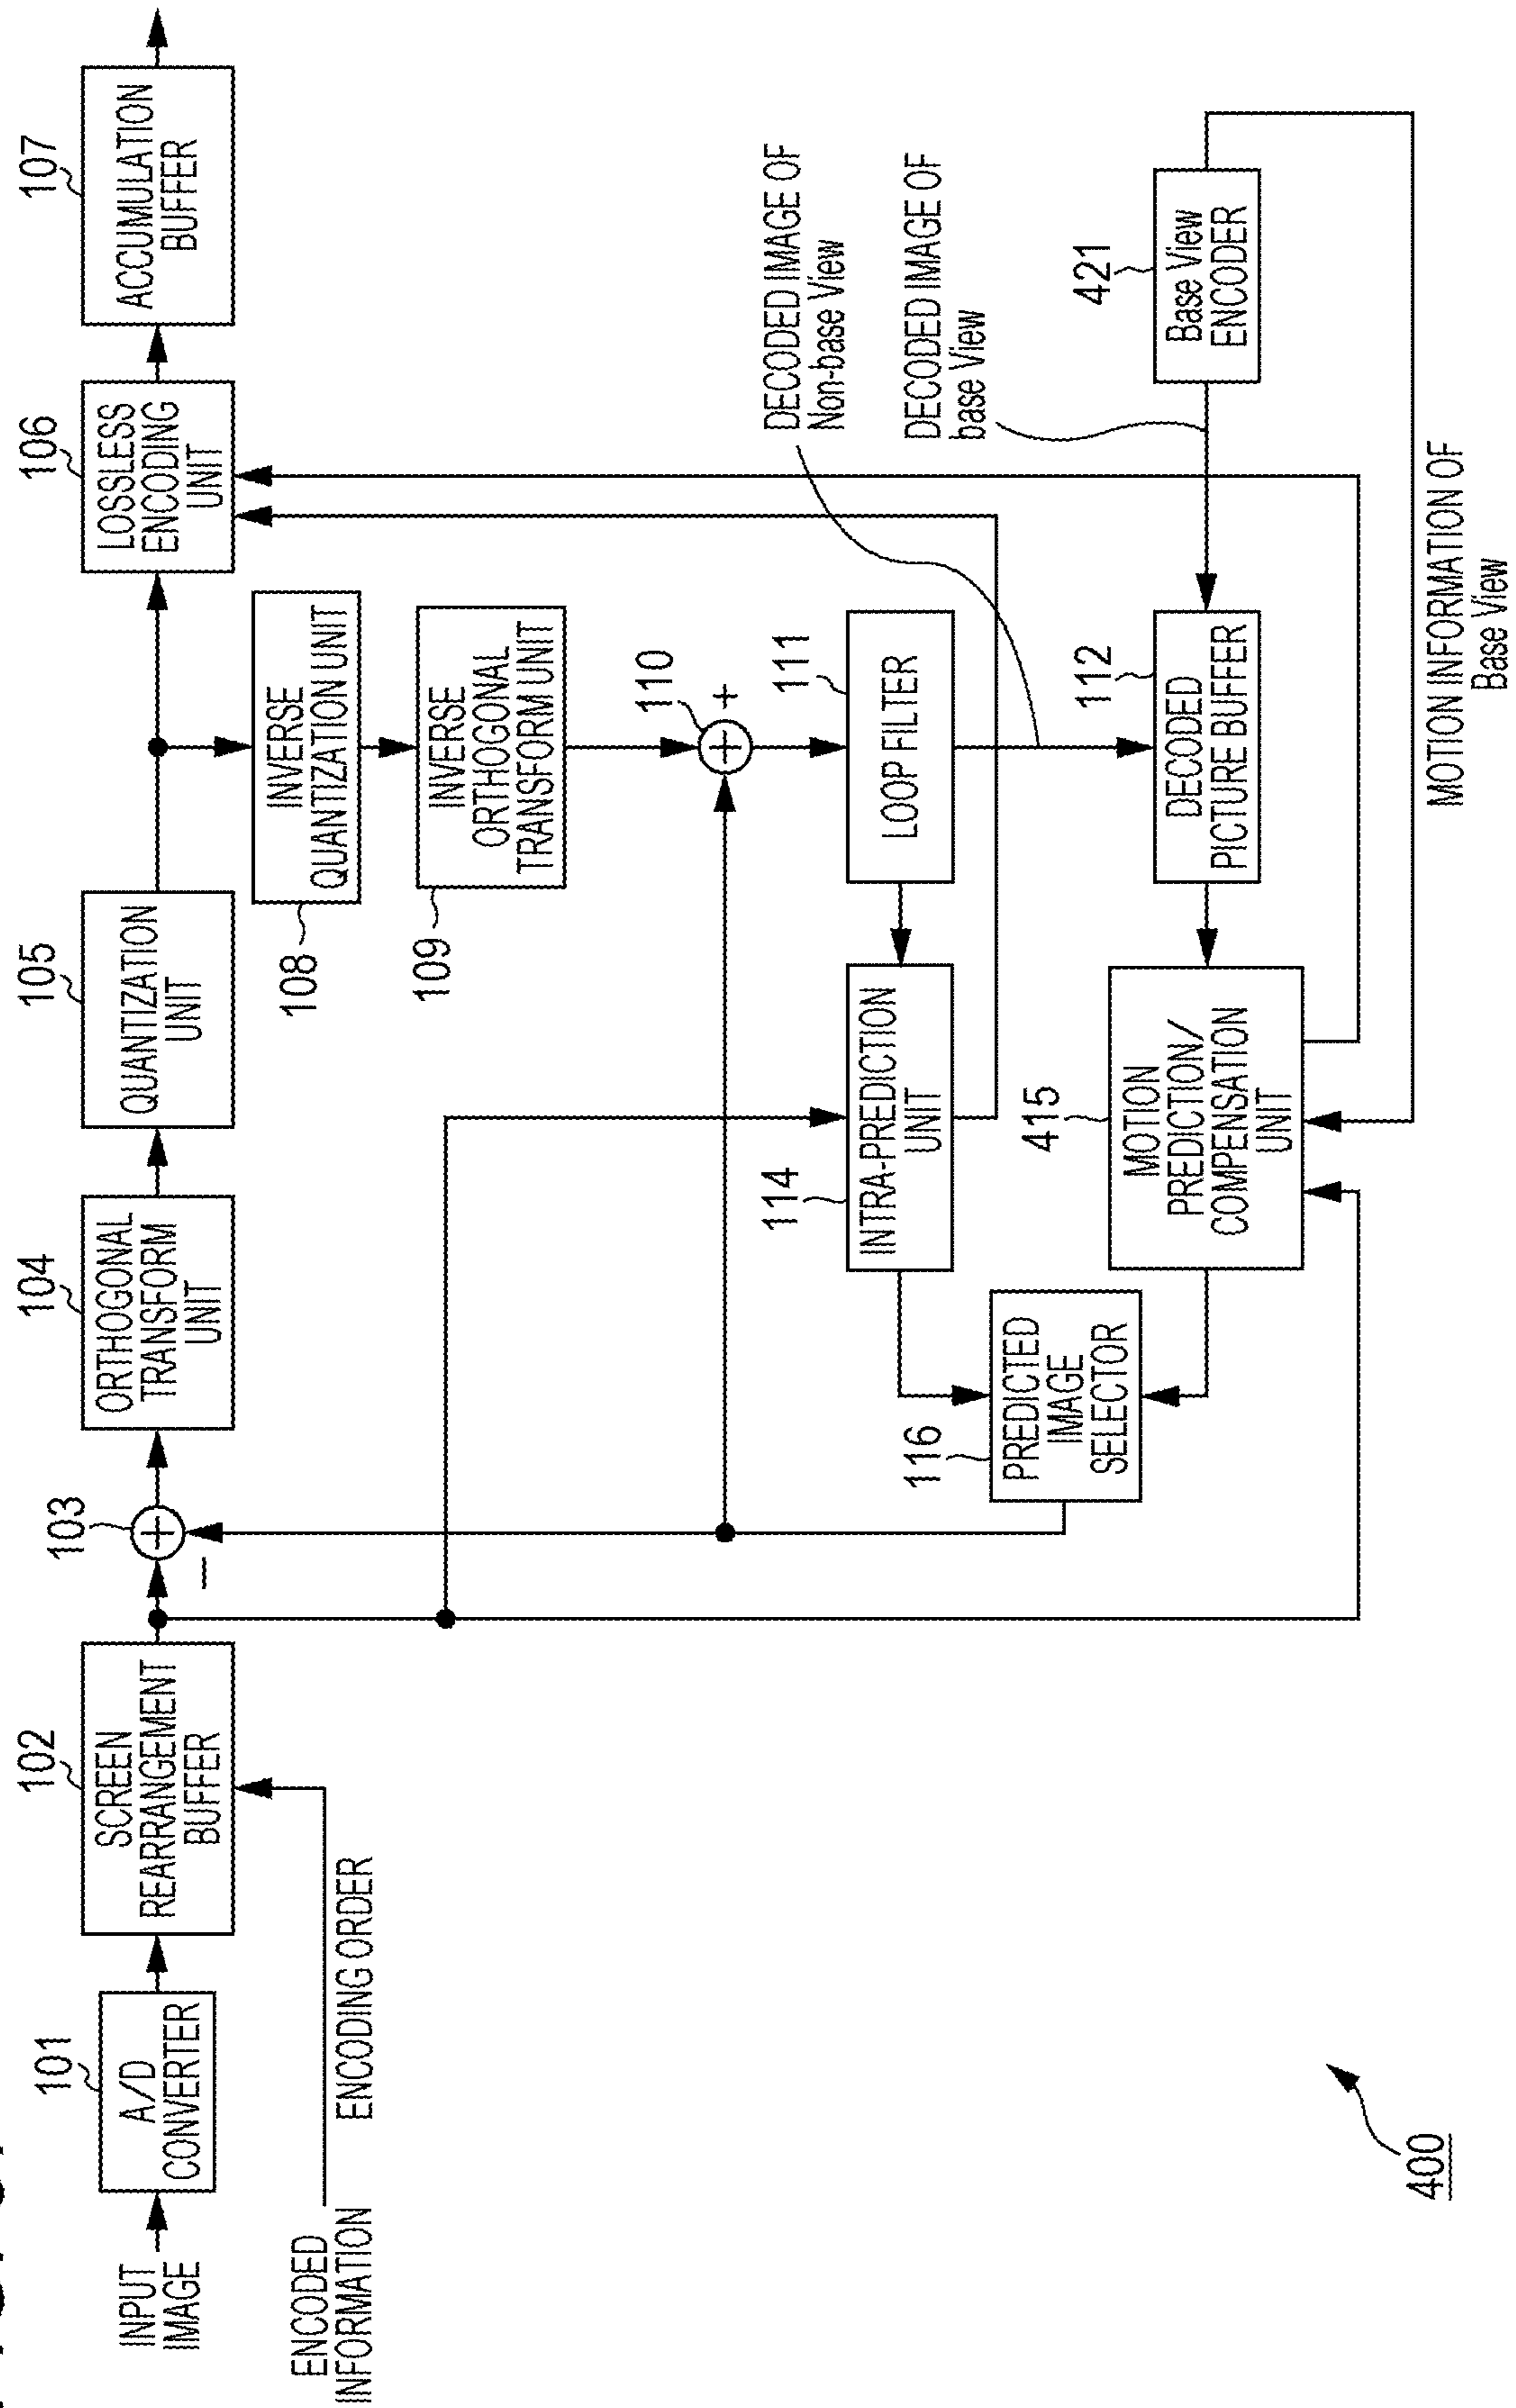 400
INPUT
IMAGE
101
A/D
CONVERTER
ENCODED
INFORMATION
ENCODING ORDER
102
SCREEN
REARRANGEMENT
BUFFER
103
+
−
104
ORTHOGONAL
TRANSFORM
UNIT
105
QUANTIZATION
UNIT
106
LOSSLESS
ENCODING
UNIT
107
ACCUMULATION
BUFFER
108
INVERSE
QUANTIZATION UNIT
109
INVERSE
ORTHOGONAL
TRANSFORM UNIT
110
+
+
111
LOOP FILTER
DECODED IMAGE OF
Non-base View
DECODED IMAGE OF
base View
114
INTRA-PREDICTION
UNIT
112
DECODED
PICTURE BUFFER
421
Base View
ENCODER
116
PREDICTED
IMAGE
SELECTOR
415
MOTION
PREDICTION/
COMPENSATION
UNIT
MOTION INFORMATION OF
Base View